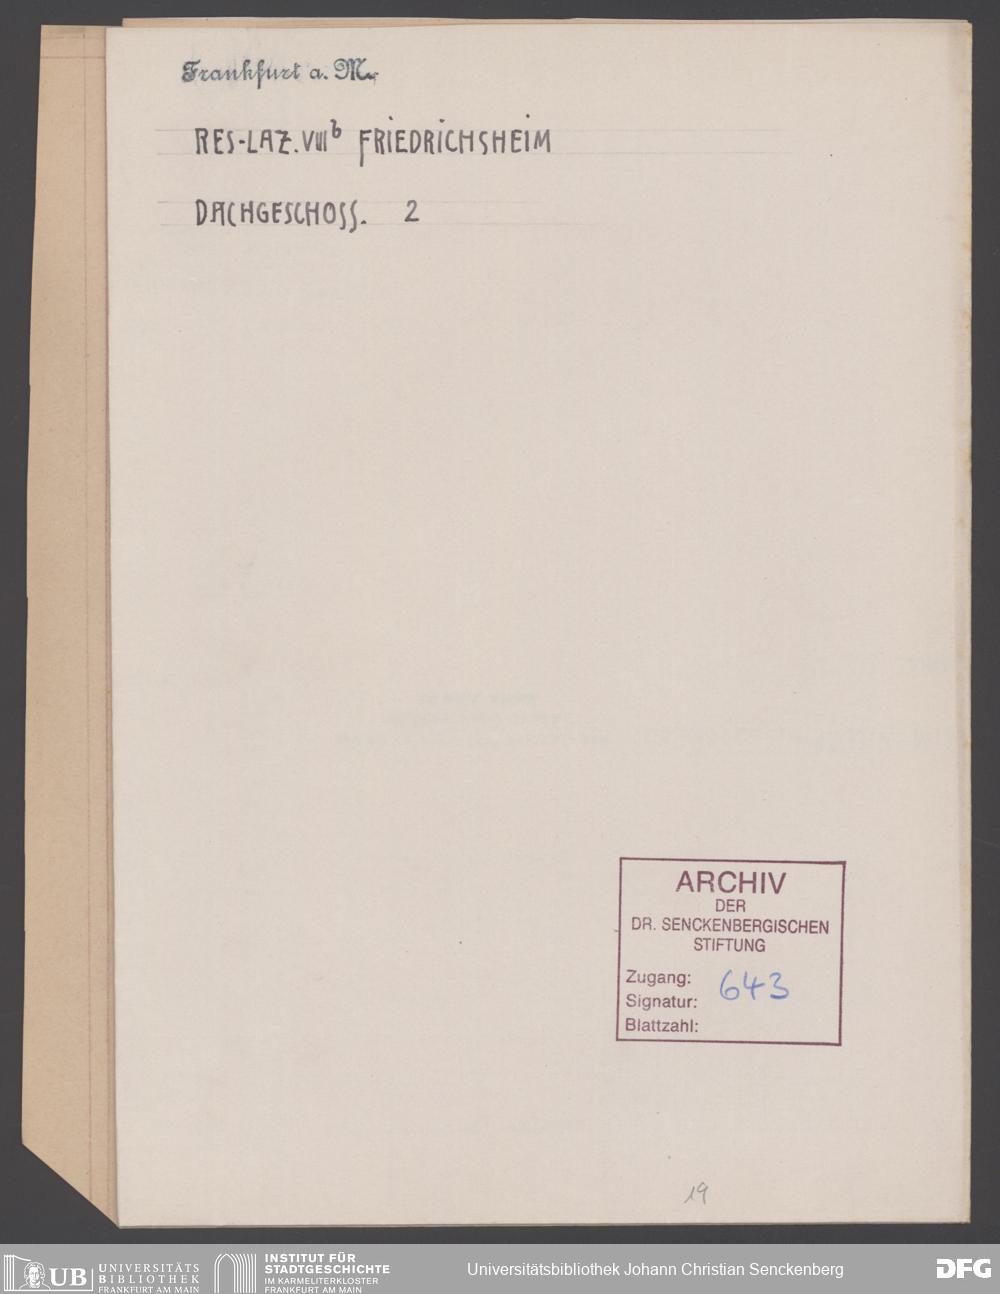 Frankfurt a. M.
RES-LAZ. VIIIb FRIEDRICHSHEIM
DACHGESCHOSS. 2
ARCHIV
DER
DR. SENCKENBERGISCHEN
STIFTUNG
Zugang: 643
Signatur:
Blattzahl:
19
UB UNIVERSITÄTS
BIBLIOTHEK
FRANKFURT AM MAIN
INSTITUT FÜR
STADTGESCHICHTE
IM KARMELITERKLOSTER
FRANKFURT AM MAIN
Universitätsbibliothek Johann Christian Senckenberg
DFG